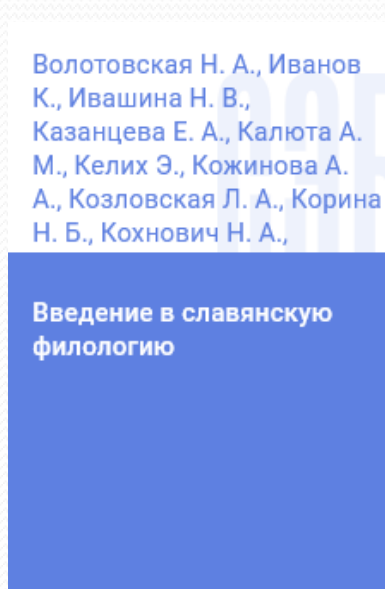 Волотовская Н. А., Иванов
К., Ивашина Н. В.,
Казанцева Е. А., Калюта А.
М., Келих Э., Кожинова А.
А., Козловская Л. А., Корина
Н. Б., Кохнович Н. А.,
Введение в славянскую
филологию